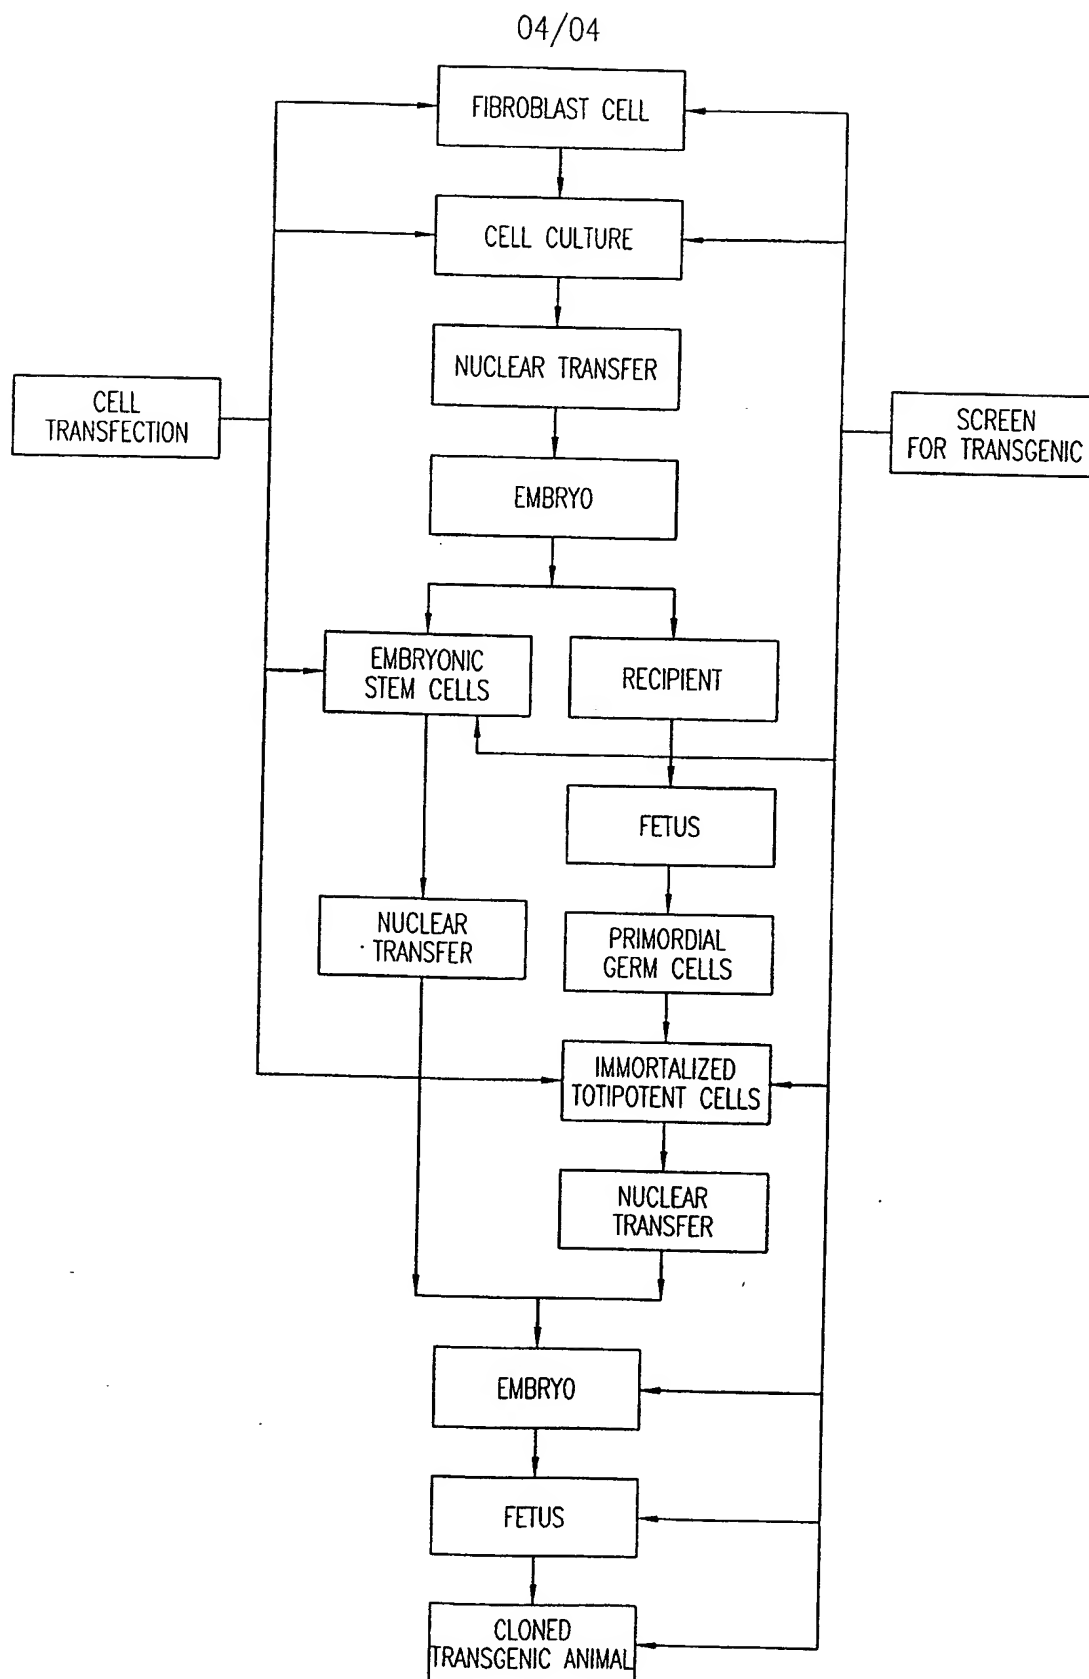 04/04
FIBROBLAST CELL
CELL CULTURE
NUCLEAR TRANSFER
CELL
TRANSFECTION
SCREEN
FOR TRANSGENIC
EMBRYO
EMBRYONIC
STEM CELLS
RECIPIENT
FETUS
NUCLEAR
TRANSFER
PRIMORDIAL
GERM CELLS
IMMORTALIZED
TOTIPOTENT CELLS
NUCLEAR
TRANSFER
EMBRYO
FETUS
CLONED
TRANSGENIC ANIMAL